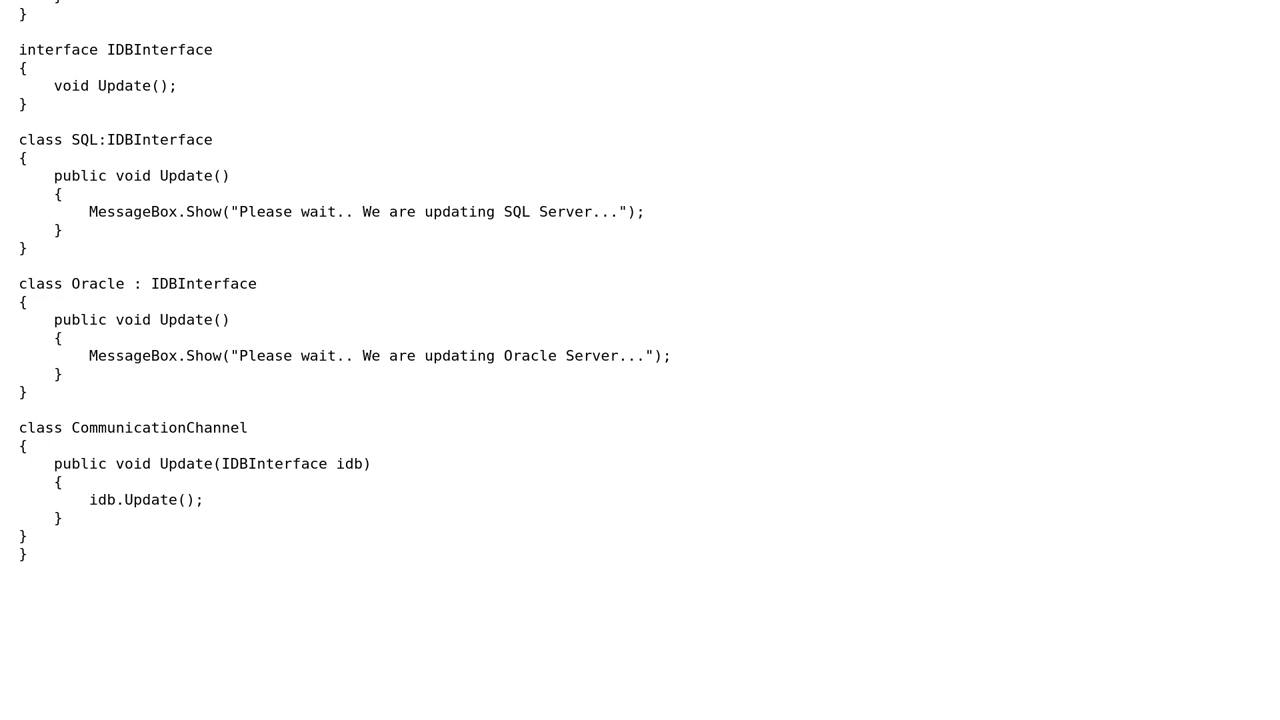 }
}
interface IDBInterface
{
    void Update();
}
class SQL:IDBInterface
{
    public void Update()
    {
        MessageBox.Show("Please wait.. We are updating SQL Server...");
    }
}
class Oracle : IDBInterface
{
    public void Update()
    {
        MessageBox.Show("Please wait.. We are updating Oracle Server...");
    }
}
class CommunicationChannel
{
    public void Update(IDBInterface idb)
    {
        idb.Update();
    }
}
}